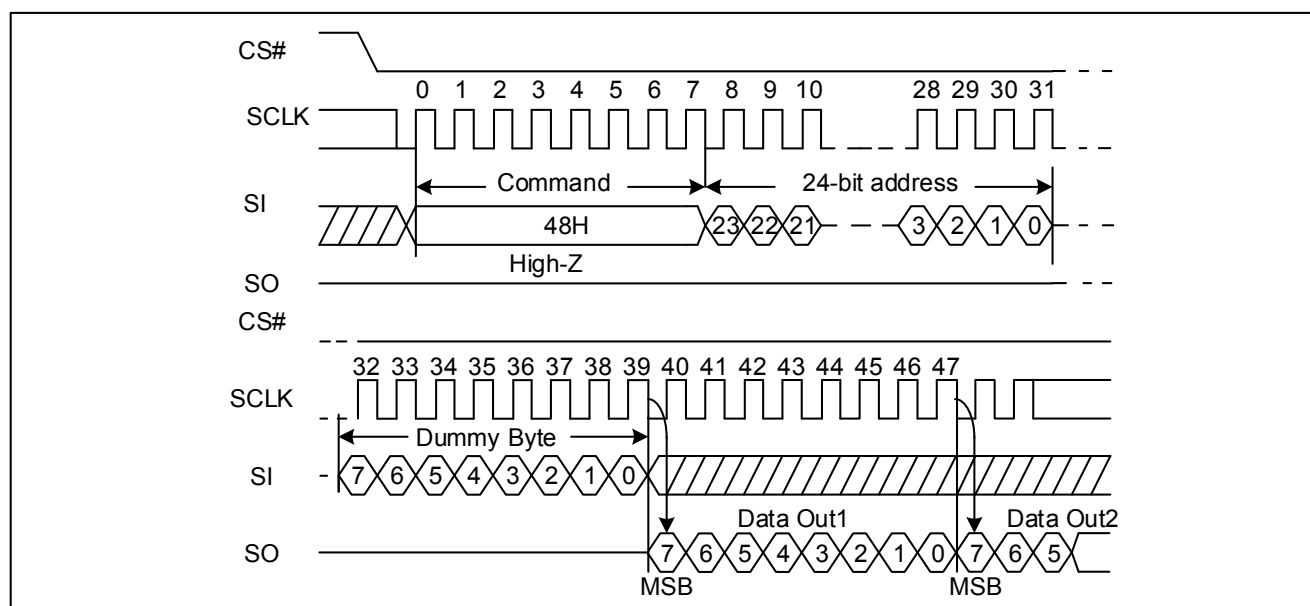 CS#
0 1 2 3 4 5 6 7 8 9 10 28 29 30 31
SCLK
Command 24-bit address
SI
48H 23 22 21 3 2 1 0
High-Z
SO
CS#
32 33 34 35 36 37 38 39 40 41 42 43 44 45 46 47
SCLK
Dummy Byte
SI 7 6 5 4 3 2 1 0
Data Out1 Data Out2
SO 7 6 5 4 3 2 1 0 7 6 5
MSB MSB